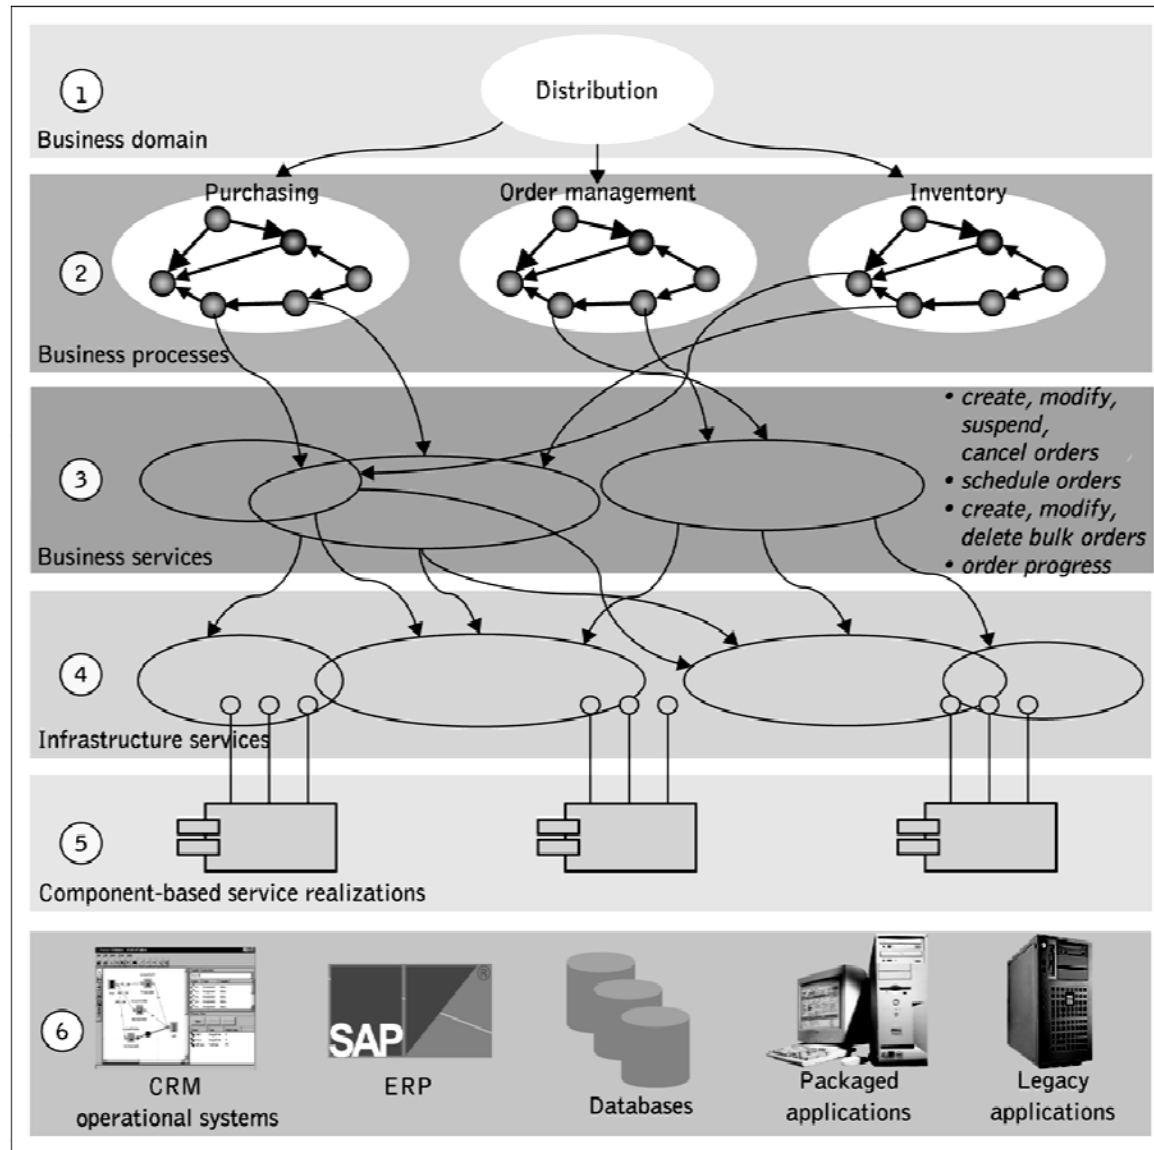 1
Distribution
Business domain
Purchasing
Order management
Inventory
2
Business processes
3
Business services
• create, modify,
suspend,
cancel orders
• schedule orders
• create, modify,
delete bulk orders
• order progress
4
Infrastructure services
5
Component-based service realizations
6
SAP
®
CRM
operational systems
ERP
Databases
Packaged
applications
Legacy
applications